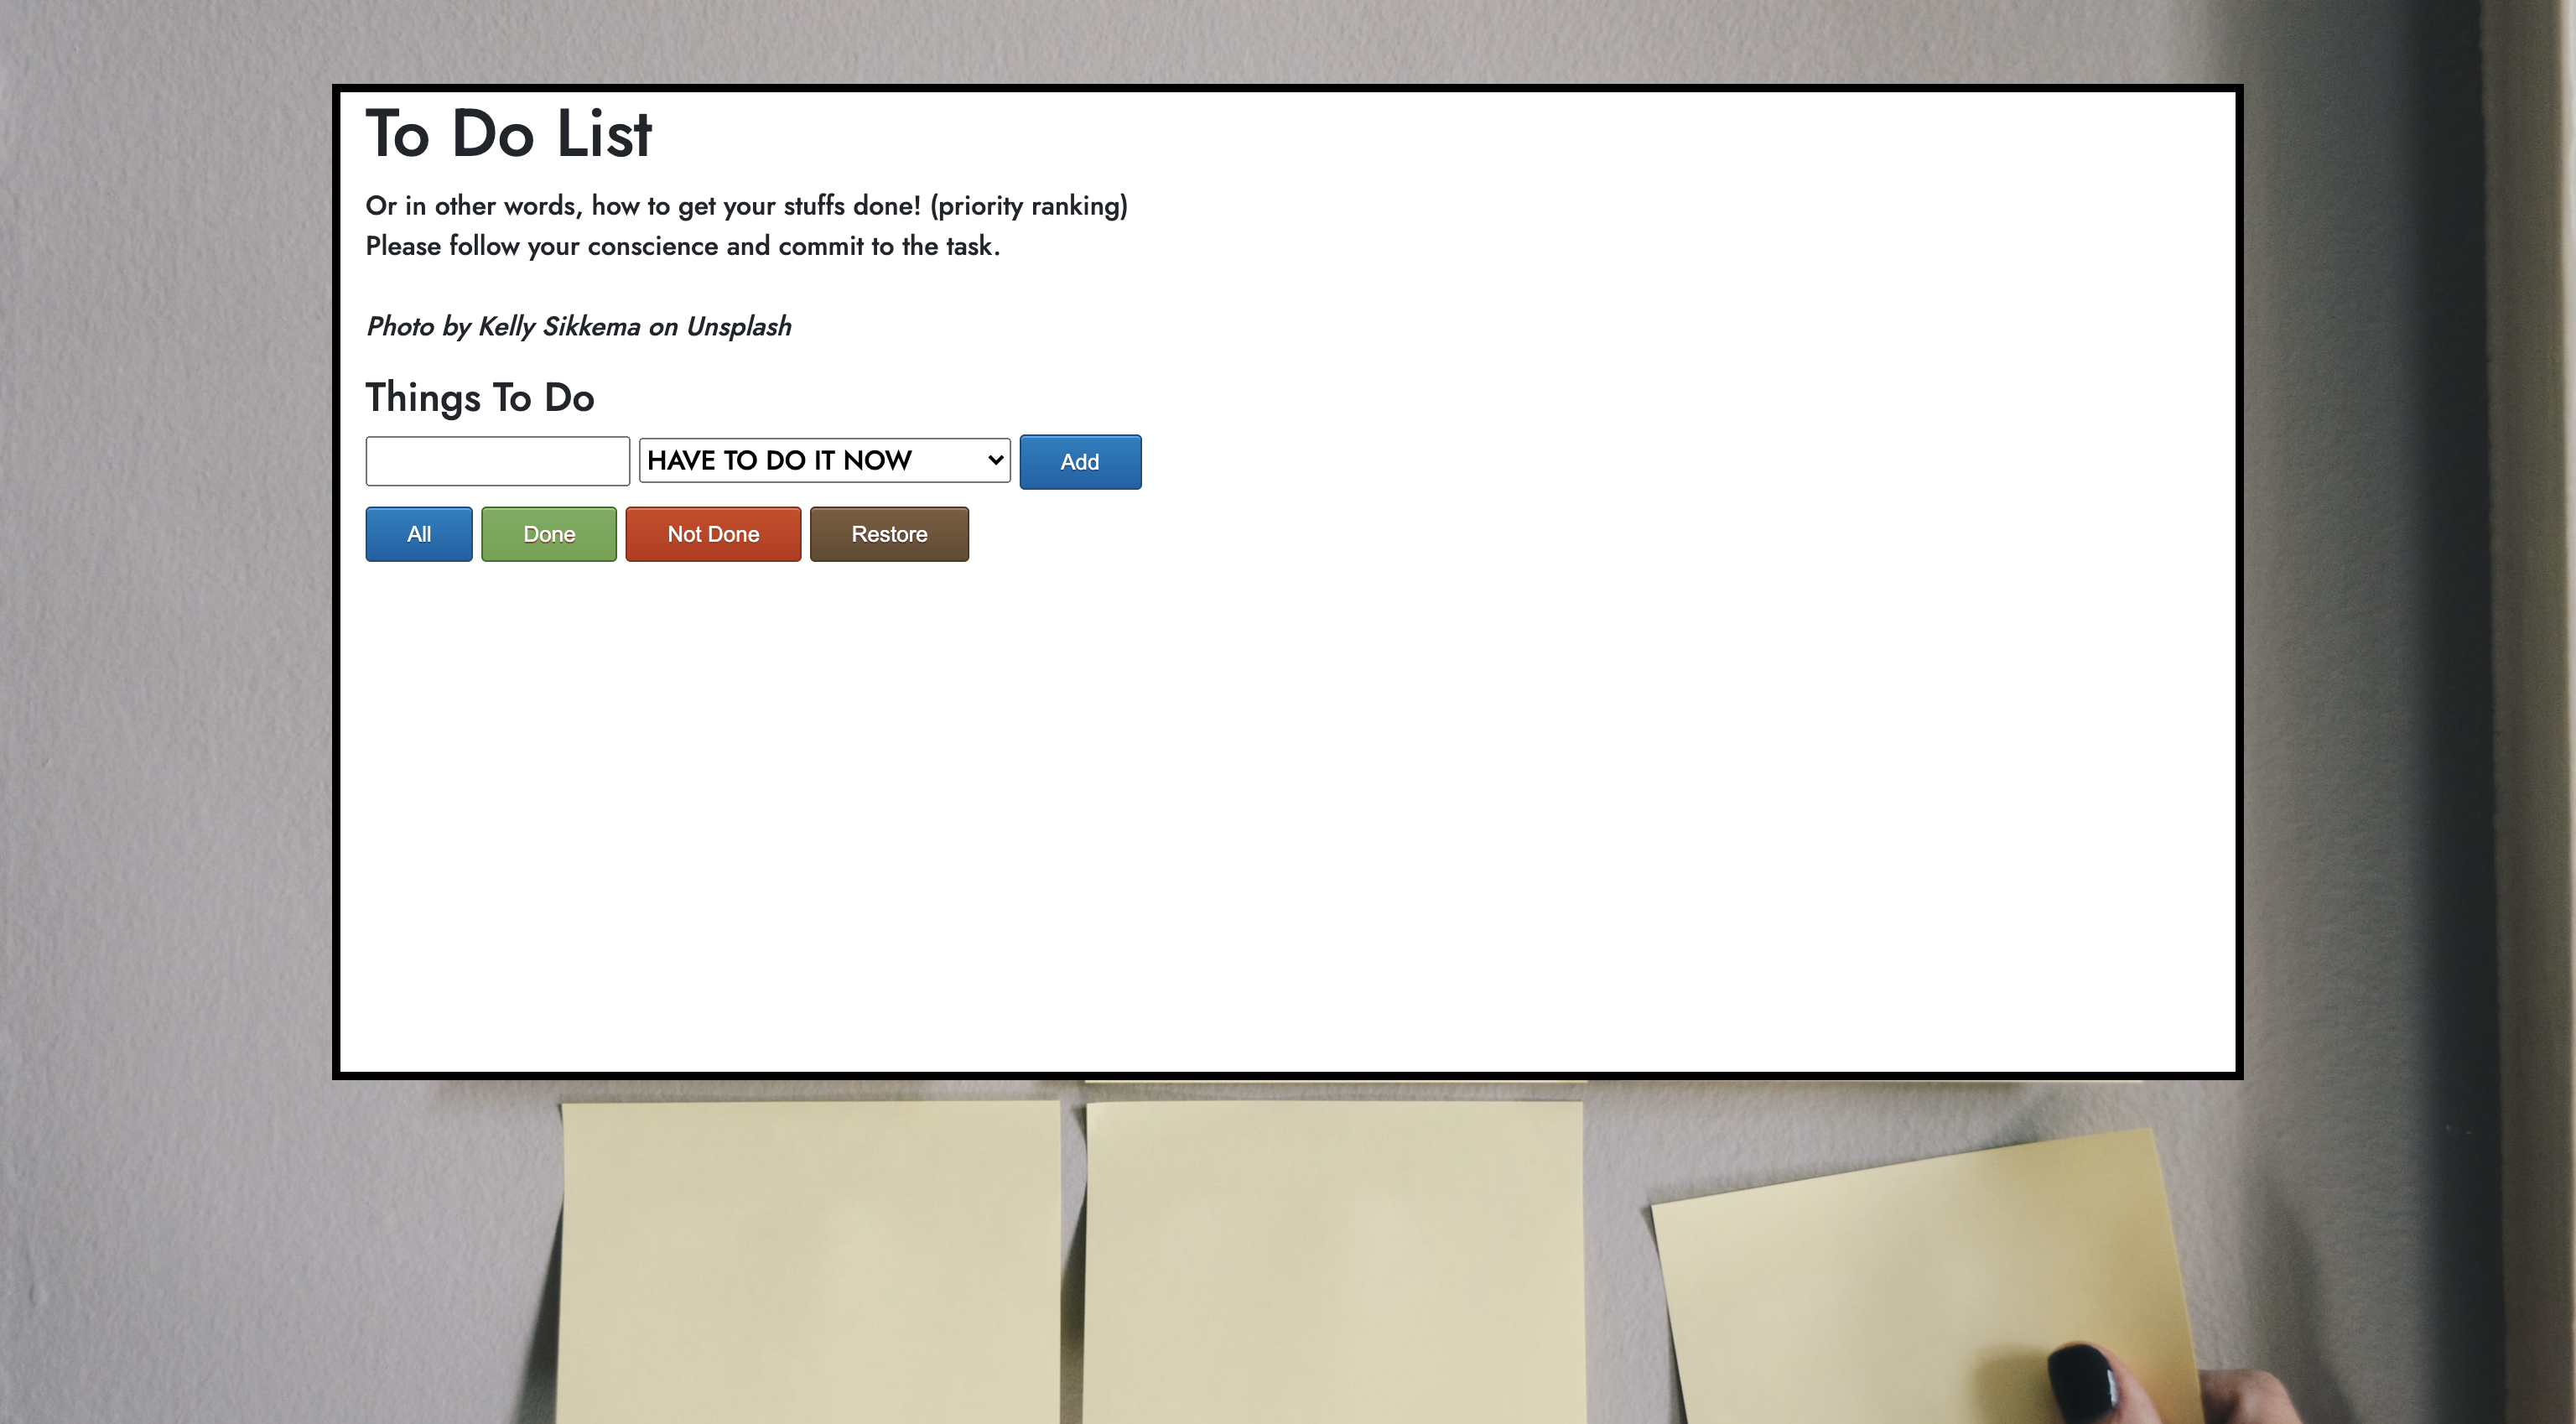 To Do List
Or in other words, how to get your stuffs done! (priority ranking)
Please follow your conscience and commit to the task.
Photo by Kelly Sikkema on Unsplash
Things To Do
HAVE TO DO IT NOW Add
All Done Not Done Restore